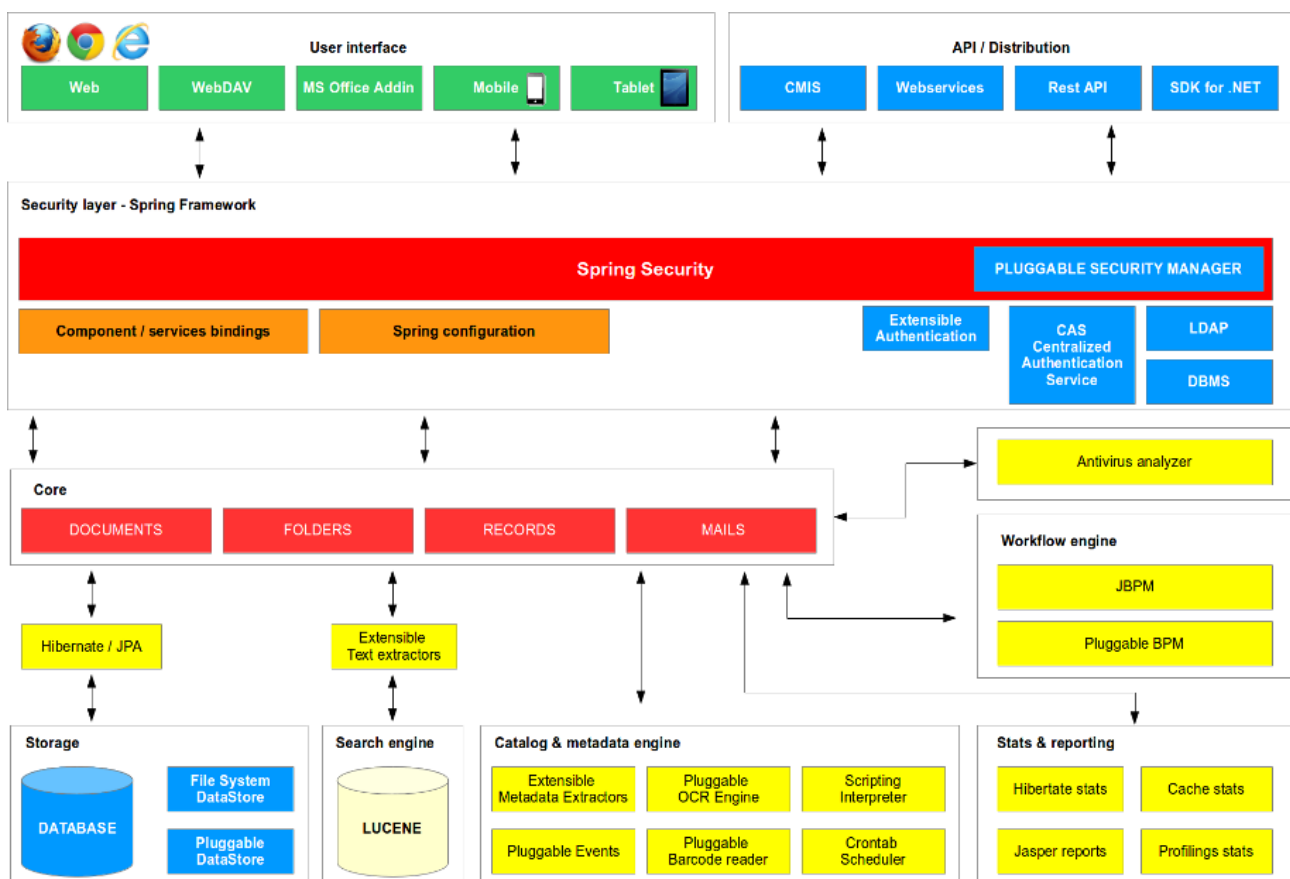 User interface
API / Distribution
Web
WebDAV
MS Office Addin
Mobile
Tablet
CMIS
Webservices
Rest API
SDK for .NET
Security layer - Spring Framework
Spring Security
PLUGGABLE SECURITY MANAGER
Component / services bindings
Spring configuration
Extensible
Authentication
CAS
Centralized
Authentication
Service
LDAP
DBMS
Antivirus analyzer
Core
DOCUMENTS
FOLDERS
RECORDS
MAILS
Workflow engine
JBPM
Pluggable BPM
Hibernate / JPA
Extensible
Text extractors
Storage
DATABASE
File System
DataStore
Pluggable
DataStore
Search engine
LUCENE
Catalog & metadata engine
Extensible
Metadata Extractors
Pluggable
OCR Engine
Scripting
Interpreter
Pluggable Events
Pluggable
Barcode reader
Crontab
Scheduler
Stats & reporting
Hibertate stats
Cache stats
Jasper reports
Profilings stats